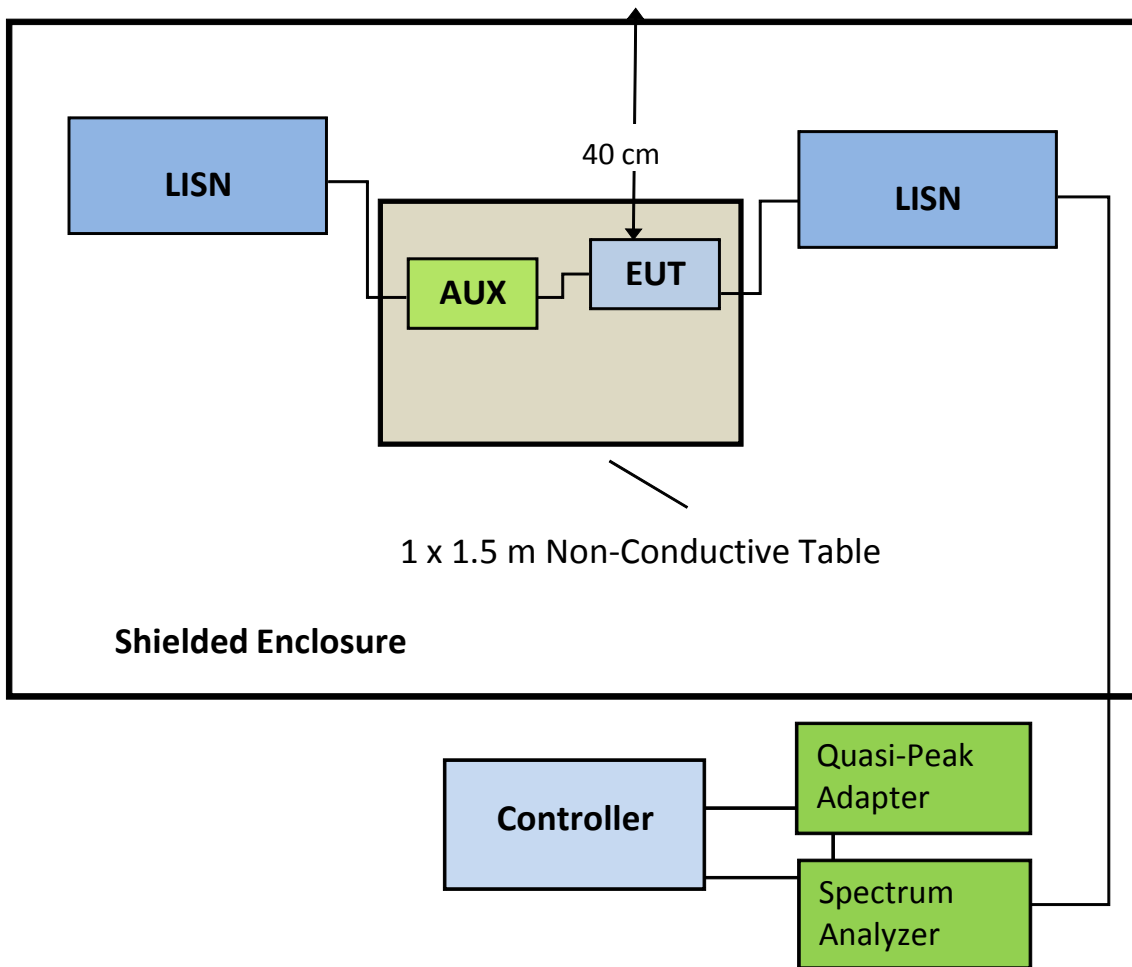 40 cm
LISN
LISN
EUT
AUX
1 x 1.5 m Non-Conductive Table
Shielded Enclosure
Controller
Quasi-Peak
Adapter
Spectrum
Analyzer